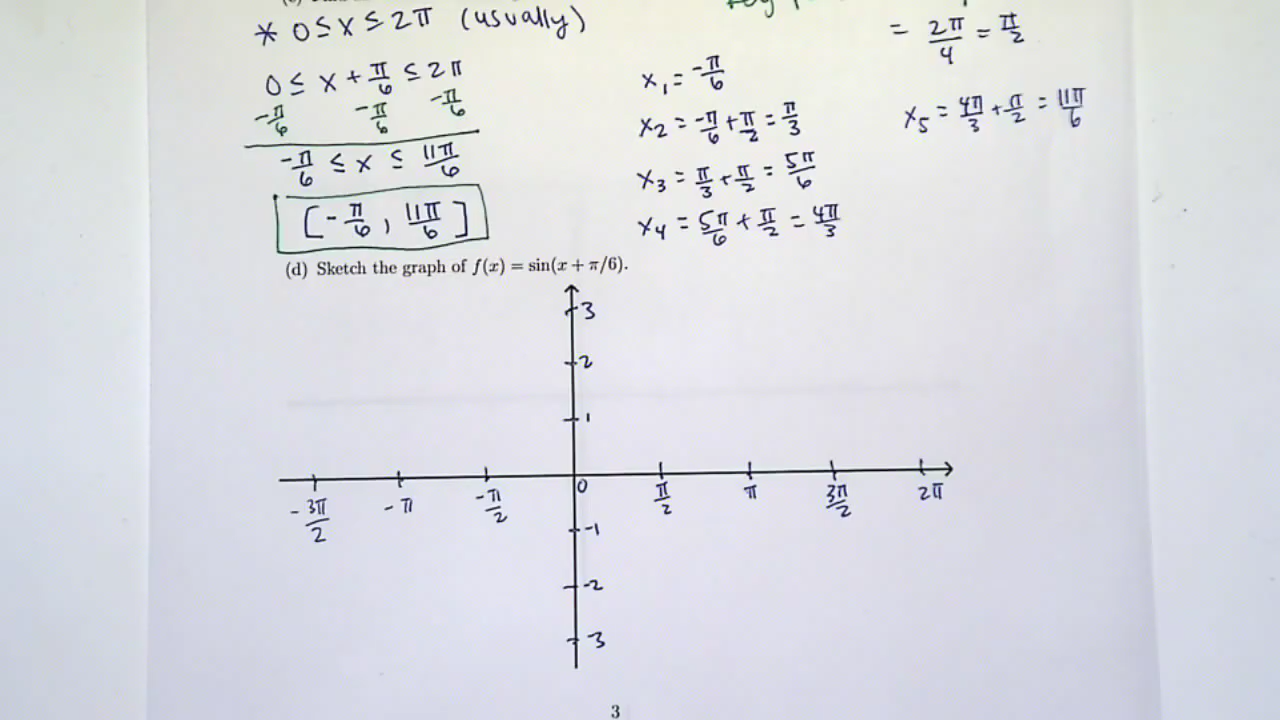 * 0 ≤ x ≤ 2π (usually)
0 ≤ x + π/6 ≤ 2π
-π/6 -π/6 -π/6
-π/6 ≤ x ≤ 11π/6
[-π/6, 11π/6]
x₁ = -π/6
x₂ = -π/6 + π/2 = π/3
x₃ = π/3 + π/2 = 5π/6
x₄ = 5π/6 + π/2 = 4π/3
= 2π/4 = π/2
x₅ = 4π/3 + π/2 = 11π/6
(d) Sketch the graph of f(x) = sin(x + π/6).
3
2
1
-3π/2 -π -π/2 0 π/2 π 3π/2 2π
-1
-2
-3
3